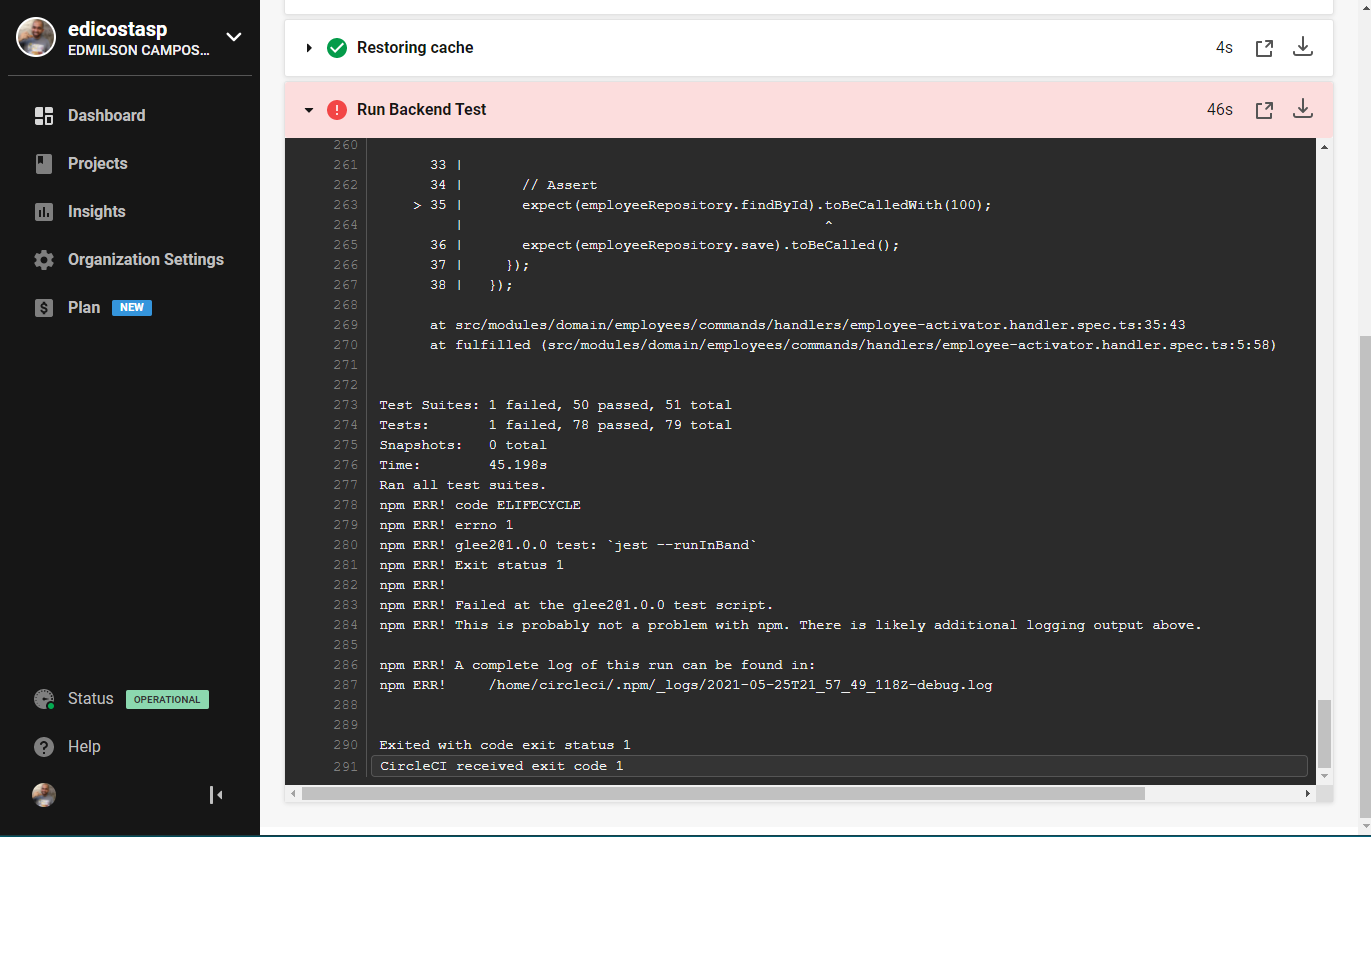 edicostasp
EDMILSON CAMPOS...
Dashboard
Projects
Insights
Organization Settings
Plan NEW
Status OPERATIONAL
Help
Restoring cache 4s
Run Backend Test 46s
260
261 33 |
262 34 | // Assert
263 > 35 | expect(employeeRepository.findById).toBeCalledWith(100);
264 | ^
265 36 | expect(employeeRepository.save).toBeCalled();
266 37 | });
267 38 | });
268
269 at src/modules/domain/employees/commands/handlers/employee-activator.handler.spec.ts:35:43
270 at fulfilled (src/modules/domain/employees/commands/handlers/employee-activator.handler.spec.ts:5:58)
271
272
273 Test Suites: 1 failed, 50 passed, 51 total
274 Tests: 1 failed, 78 passed, 79 total
275 Snapshots: 0 total
276 Time: 45.198s
277 Ran all test suites.
278 npm ERR! code ELIFECYCLE
279 npm ERR! errno 1
280 npm ERR! glee2@1.0.0 test: `jest --runInBand`
281 npm ERR! Exit status 1
282 npm ERR!
283 npm ERR! Failed at the glee2@1.0.0 test script.
284 npm ERR! This is probably not a problem with npm. There is likely additional logging output above.
285
286 npm ERR! A complete log of this run can be found in:
287 npm ERR! /home/circleci/.npm/_logs/2021-05-25T21_57_49_118Z-debug.log
288
289
290 Exited with code exit status 1
291 CircleCI received exit code 1